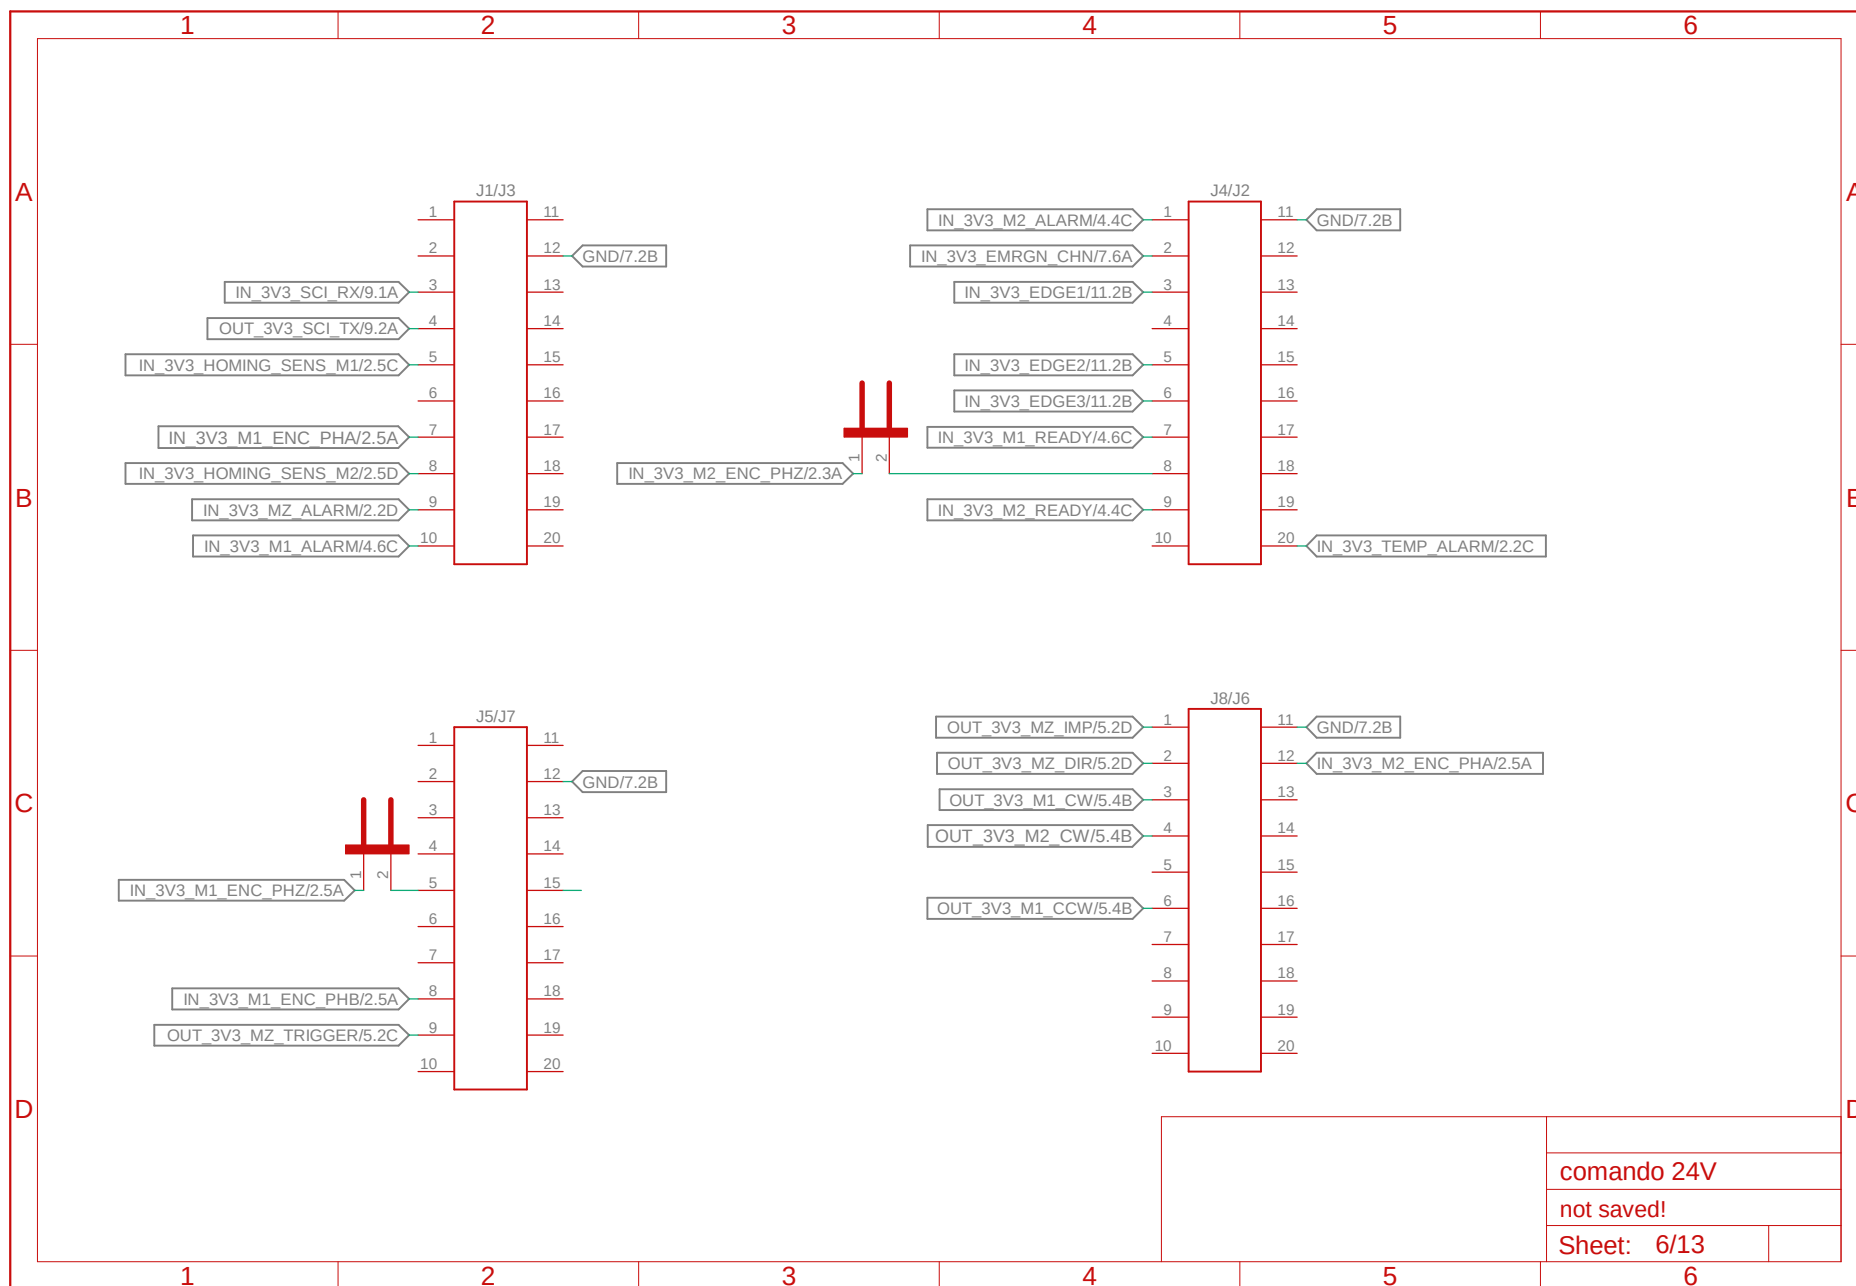 1 2 3 4 5 6
A A
J1/J3
1 11
2 12 GND/7.2B
IN_3V3_SCI_RX/9.1A 3 13
OUT_3V3_SCI_TX/9.2A 4 14
IN_3V3_HOMING_SENS_M1/2.5C 5 15
6 16
IN_3V3_M1_ENC_PHA/2.5A 7 17
IN_3V3_HOMING_SENS_M2/2.5D 8 18
IN_3V3_MZ_ALARM/2.2D 9 19
IN_3V3_M1_ALARM/4.6C 10 20
J4/J2
IN_3V3_M2_ALARM/4.4C 1 11 GND/7.2B
IN_3V3_EMRGN_CHN/7.6A 2 12
IN_3V3_EDGE1/11.2B 3 13
4 14
IN_3V3_EDGE2/11.2B 5 15
IN_3V3_EDGE3/11.2B 6 16
IN_3V3_M1_READY/4.6C 7 17
IN_3V3_M2_ENC_PHZ/2.3A 1 2 8 18
IN_3V3_M2_READY/4.4C 9 19
10 20 IN_3V3_TEMP_ALARM/2.2C
B B
J5/J7
1 11
2 12 GND/7.2B
3 13
4 14
IN_3V3_M1_ENC_PHZ/2.5A 1 2 5 15
6 16
7 17
IN_3V3_M1_ENC_PHB/2.5A 8 18
OUT_3V3_MZ_TRIGGER/5.2C 9 19
10 20
J8/J6
OUT_3V3_MZ_IMP/5.2D 1 11 GND/7.2B
OUT_3V3_MZ_DIR/5.2D 2 12 IN_3V3_M2_ENC_PHA/2.5A
OUT_3V3_M1_CW/5.4B 3 13
OUT_3V3_M2_CW/5.4B 4 14
5 15
OUT_3V3_M1_CCW/5.4B 6 16
7 17
8 18
9 19
10 20
C C
D D
comando 24V
not saved!
Sheet: 6/13
1 2 3 4 5 6